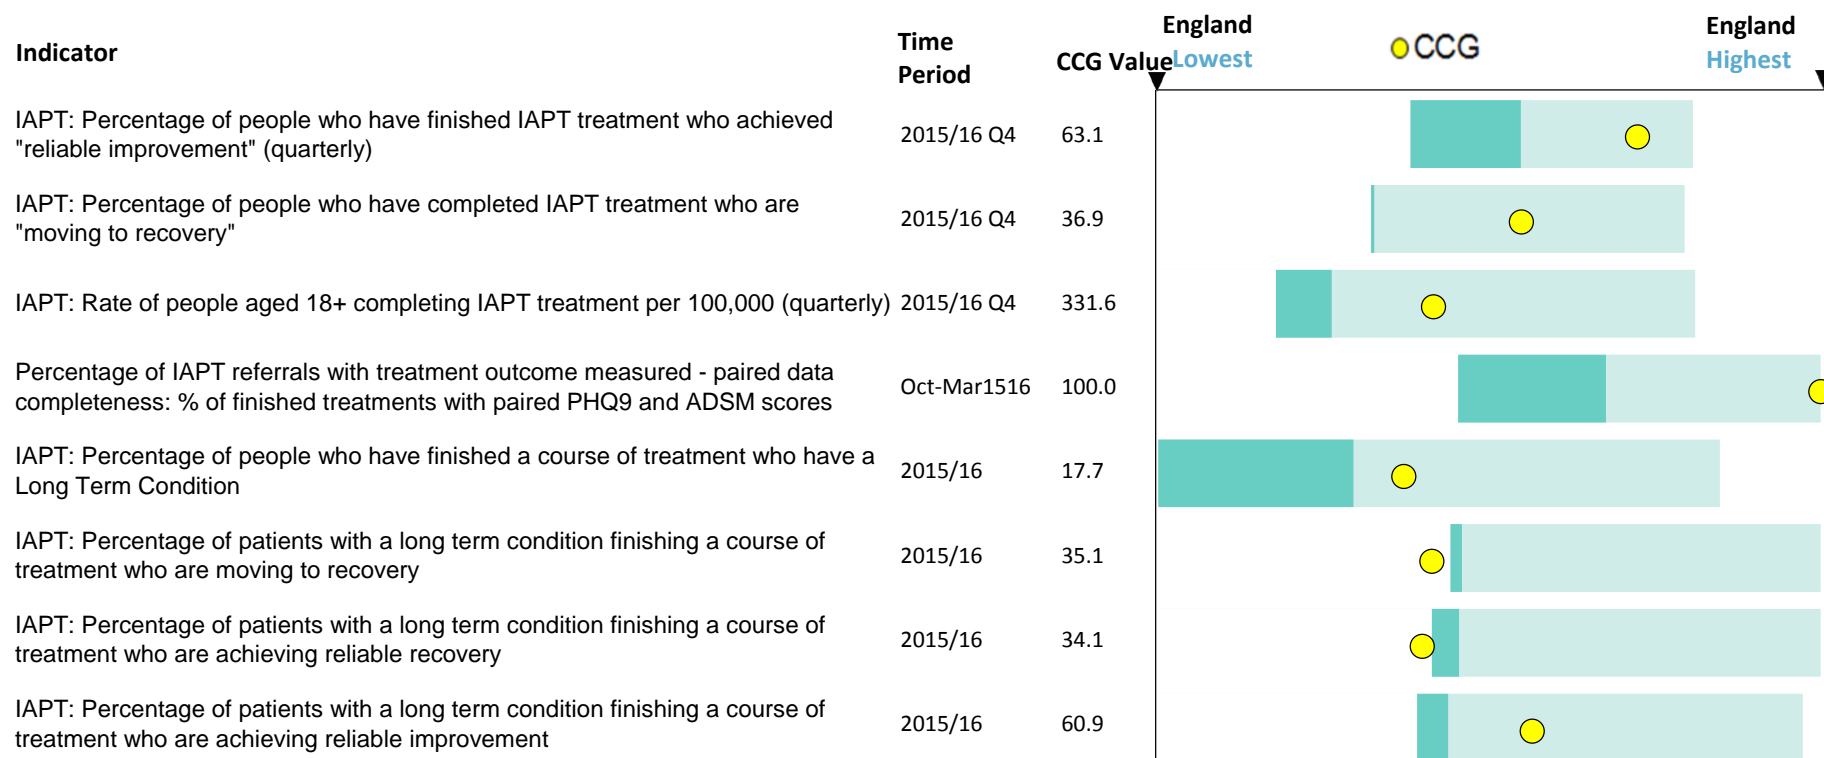 Indicator
Time
Period
CCG Value
England
Lowest
CCG
England
Highest
IAPT: Percentage of people who have finished IAPT treatment who achieved
"reliable improvement" (quarterly)
2015/16 Q4
63.1
IAPT: Percentage of people who have completed IAPT treatment who are
"moving to recovery"
2015/16 Q4
36.9
IAPT: Rate of people aged 18+ completing IAPT treatment per 100,000 (quarterly)
2015/16 Q4
331.6
Percentage of IAPT referrals with treatment outcome measured - paired data
completeness: % of finished treatments with paired PHQ9 and ADSM scores
Oct-Mar1516
100.0
IAPT: Percentage of people who have finished a course of treatment who have a
Long Term Condition
2015/16
17.7
IAPT: Percentage of patients with a long term condition finishing a course of
treatment who are moving to recovery
2015/16
35.1
IAPT: Percentage of patients with a long term condition finishing a course of
treatment who are achieving reliable recovery
2015/16
34.1
IAPT: Percentage of patients with a long term condition finishing a course of
treatment who are achieving reliable improvement
2015/16
60.9